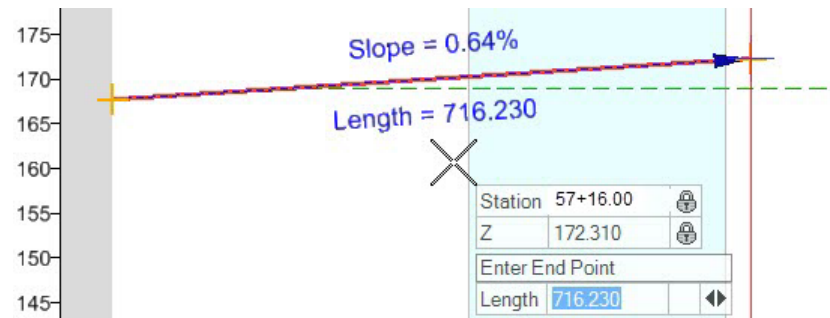 175
Slope = 0.64%
170
165
Length = 716.230
160
155
Station 57+16.00
Z 172.310
150
Enter End Point
145
Length 716.230